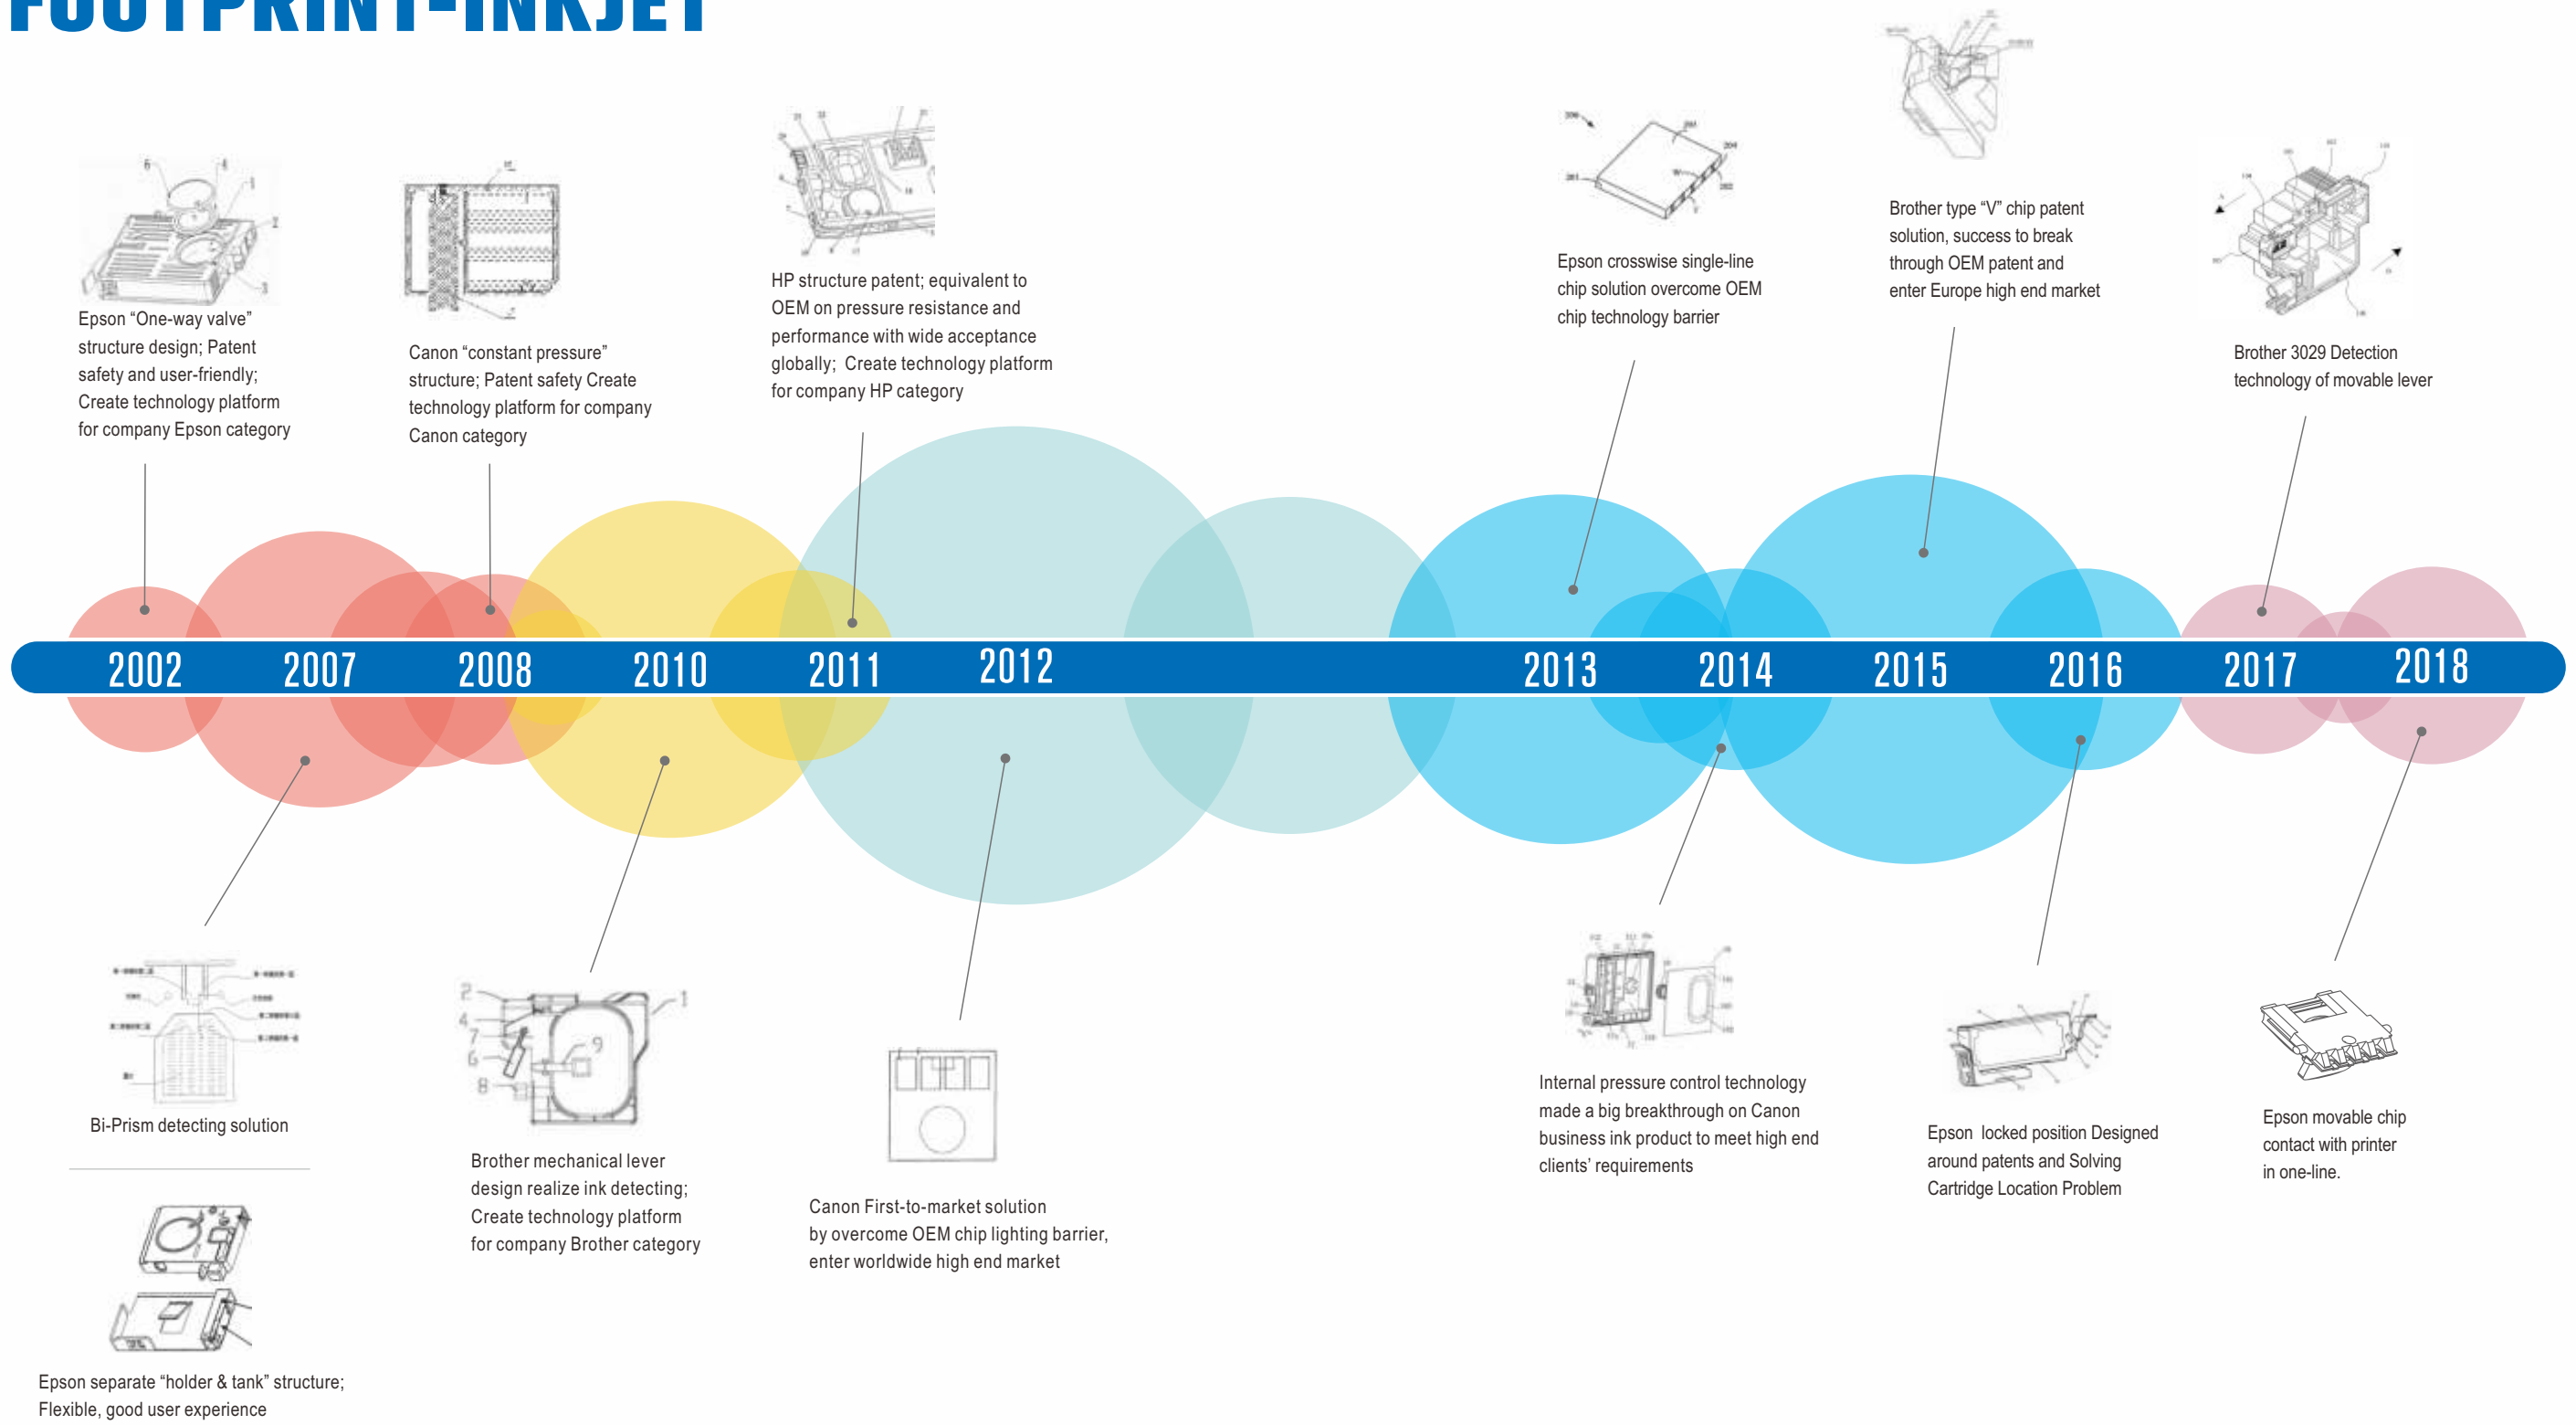 FOOTPRINT-INKJET
Epson “One-way valve”
structure design; Patent
safety and user-friendly;
Create technology platform
for company Epson category
Canon “constant pressure”
structure; Patent safety Create
technology platform for company
Canon category
HP structure patent; equivalent to
OEM on pressure resistance and
performance with wide acceptance
globally; Create technology platform
for company HP category
Epson crosswise single-line
chip solution overcome OEM
chip technology barrier
Brother type “V” chip patent
solution, success to break
through OEM patent and
enter Europe high end market
Brother 3029 Detection
technology of movable lever
2002
2007
2008
2010
2011
2012
2013
2014
2015
2016
2017
2018
Bi-Prism detecting solution
Epson separate “holder & tank” structure;
Flexible, good user experience
Brother mechanical lever
design realize ink detecting;
Create technology platform
for company Brother category
Canon First-to-market solution
by overcome OEM chip lighting barrier,
enter worldwide high end market
Internal pressure control technology
made a big breakthrough on Canon
business ink product to meet high end
clients’ requirements
Epson locked position Designed
around patents and Solving
Cartridge Location Problem
Epson movable chip
contact with printer
in one-line.